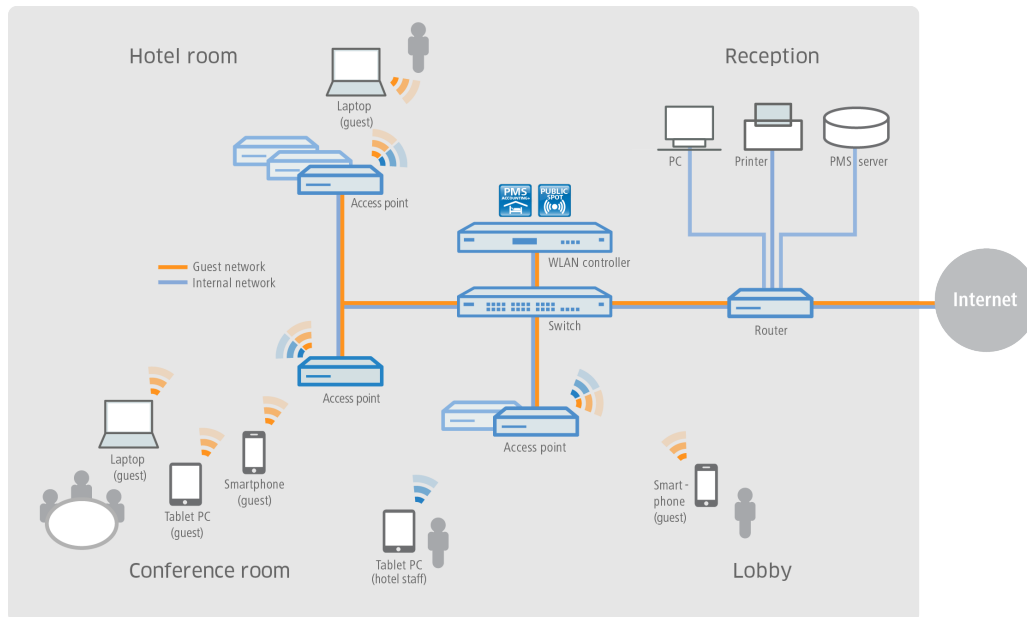 Hotel room
Reception
Laptop
(guest)
PC
Printer
PMS server
Access point
PMS
ACCOUNTING+
PUBLIC
SPOT
WLAN controller
Guest network
Internal network
Internet
Switch
Router
Access point
Access point
Laptop
(guest)
Smartphone
(guest)
Tablet PC
(guest)
Smart -
phone
(guest)
Tablet PC
(hotel staff)
Conference room
Lobby